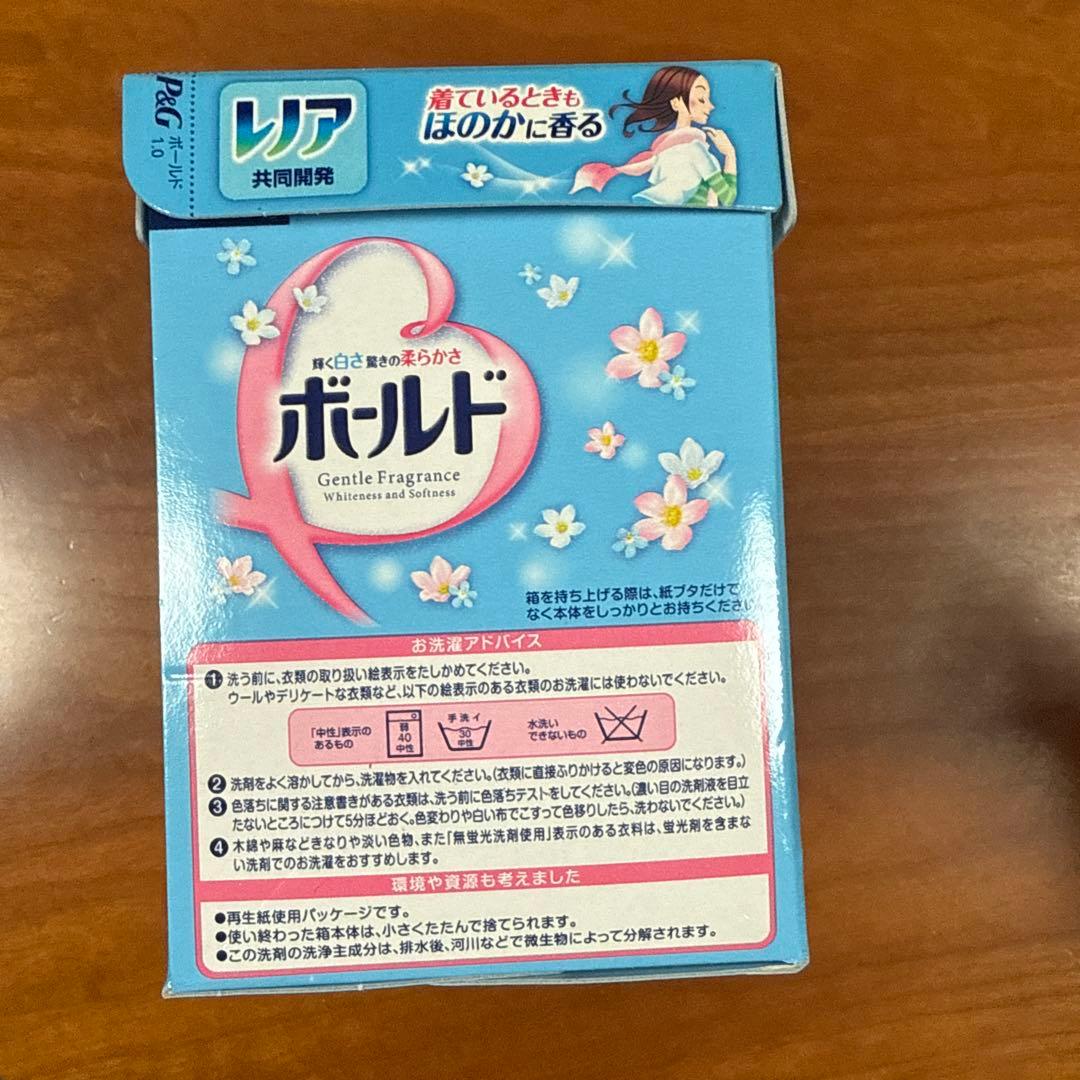 P&G
ボールド
1.0
レノア
共同開発
着ているときも
ほのかに香る
輝く白さ驚きの柔らかさ
ボールド
Gentle Fragrance
Whiteness and Softness
箱を持ち上げる際は、紙ブタだけで
なく本体をしっかりとお持ちください
お洗濯アドバイス
❶ 洗う前に、衣類の取り扱い絵表示をたしかめてください。
ウールやデリケートな衣類など、以下の絵表示のある衣類のお洗濯には使わないでください。
「中性」表示の
あるもの
弱
40
中性
手洗イ
30
中性
水洗い
できないもの
❷ 洗剤をよく溶かしてから、洗濯物を入れてください。(衣類に直接ふりかけると変色の原因になります。)
❸ 色落ちに関する注意書きがある衣類は、洗う前に色落ちテストをしてください。(濃い目の洗剤液を目立
たないところにつけて5分ほどおく。色変わりや白い布でこすって色移りしたら、洗わないでください。)
❹ 木綿や麻などきなりや淡い色物、また「無蛍光洗剤使用」表示のある衣料は、蛍光剤を含まな
い洗剤でのお洗濯をおすすめします。
環境や資源も考えました
●再生紙使用パッケージです。
●使い終わった箱本体は、小さくたたんで捨てられます。
●この洗剤の洗浄主成分は、排水後、河川などで微生物によって分解されます。